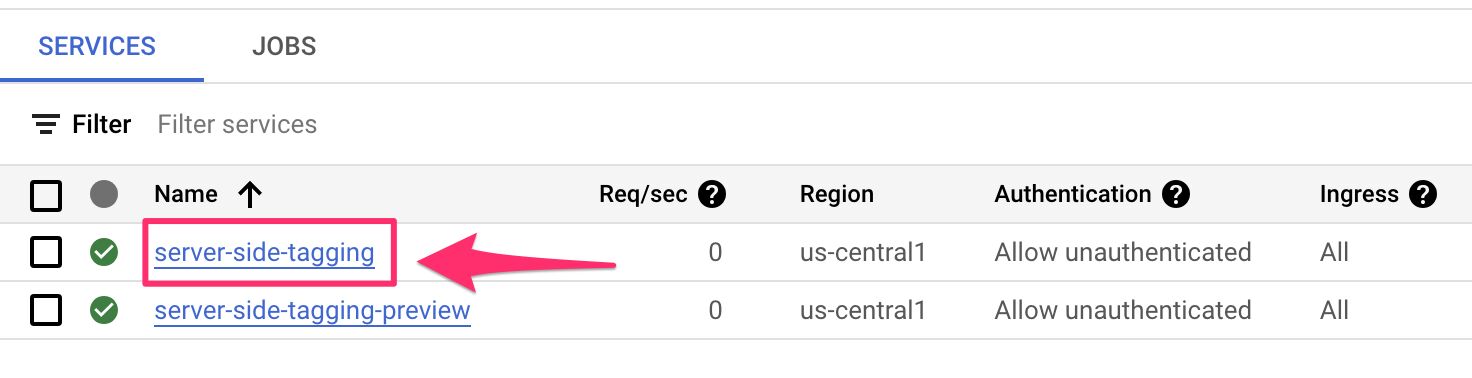 SERVICES JOBS
Filter Filter services
Name Req/sec ? Region Authentication ? Ingress ?
server-side-tagging 0 us-central1 Allow unauthenticated All
server-side-tagging-preview 0 us-central1 Allow unauthenticated All